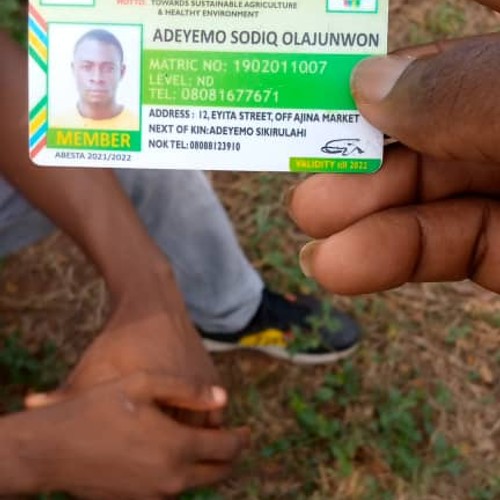 MOTTO: TOWARDS SUSTAINABLE AGRICULTURE
& HEALTHY ENVIRONMENT
ADEYEMO SODIQ OLAJUNWON
MATRIC NO: 1902011007
LEVEL: ND
TEL: 08081677671
ADDRESS : 12, EYITA STREET, OFF AJINA MARKET
NEXT OF KIN:ADEYEMO SIKIRULAHI
NOK TEL: 08088123910
MEMBER
ABESTA 2021/2022
VALIDITY till 2022